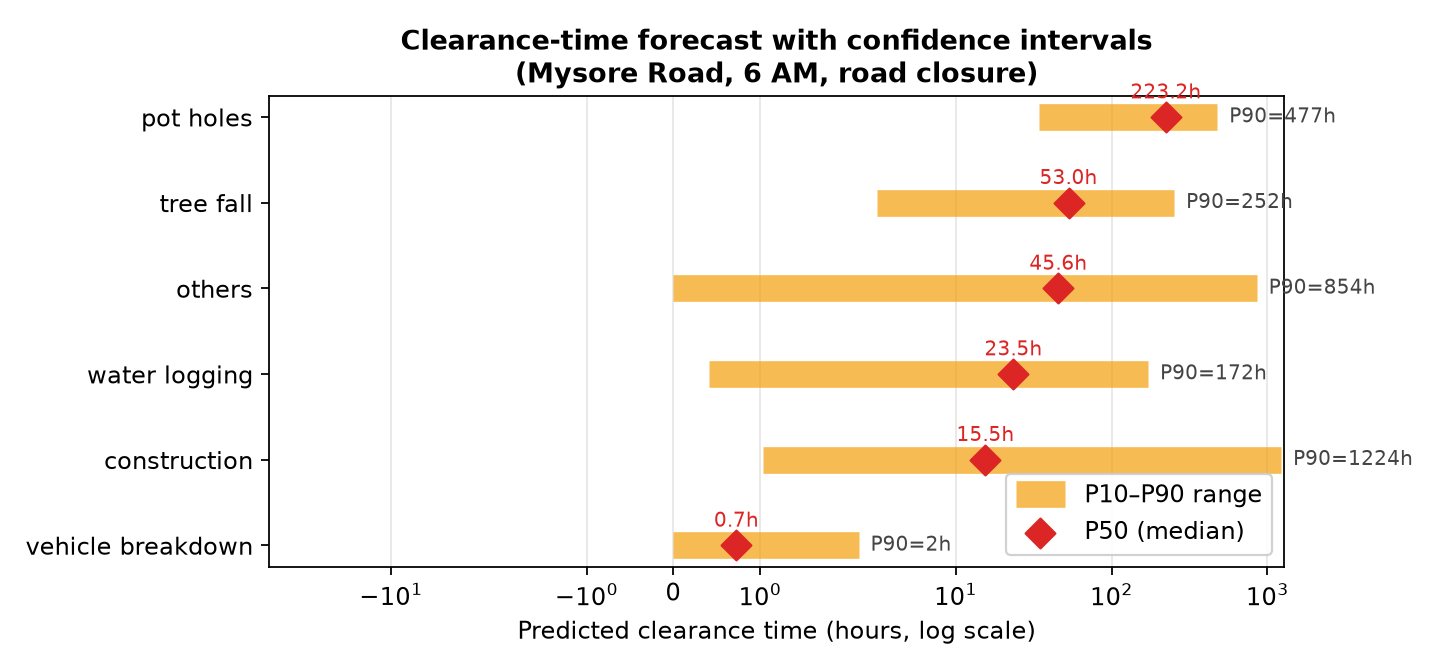 Clearance-time forecast with confidence intervals
(Mysore Road, 6 AM, road closure)
223.2h
pot holes
P90=477h
53.0h
tree fall
P90=252h
45.6h
others
P90=854h
23.5h
water logging
P90=172h
15.5h
construction
P90=1224h
P10–P90 range
P50 (median)
0.7h
vehicle breakdown
P90=2h
−10¹ −10⁰ 0 10⁰ 10¹ 10² 10³
Predicted clearance time (hours, log scale)